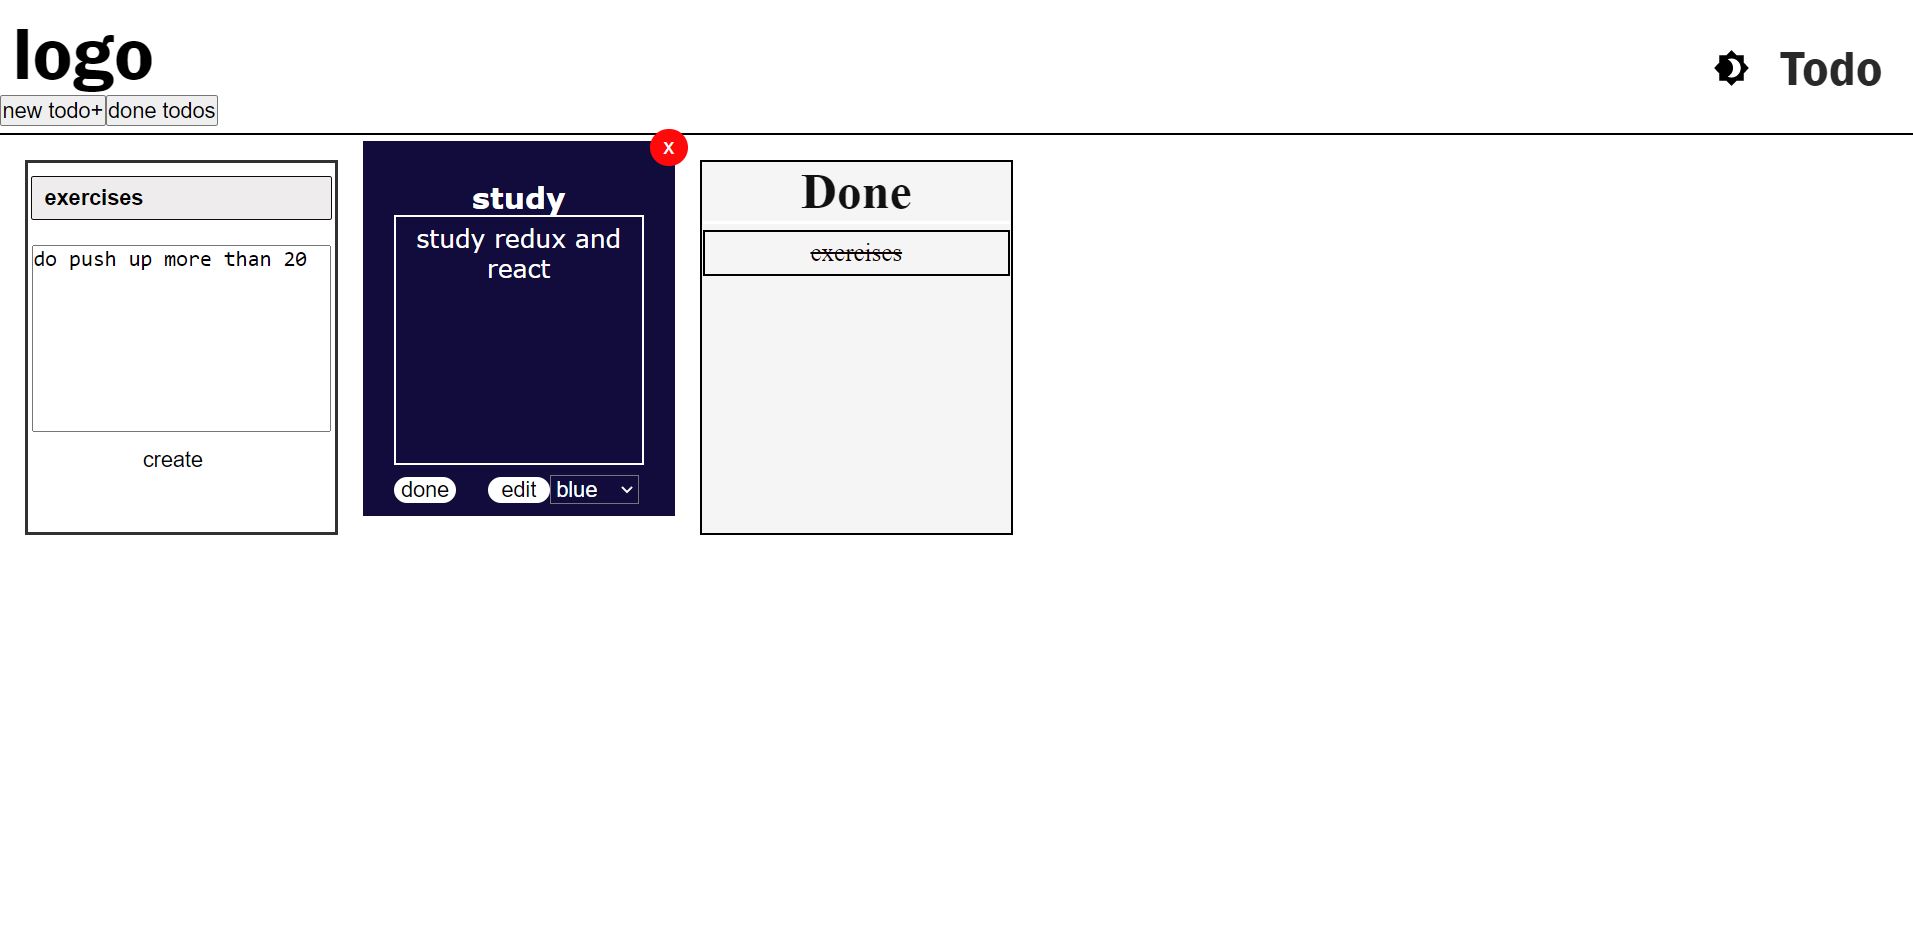 logo
Todo
new todo+
done todos
exercises
do push up more than 20
create
x
study
study redux and
react
done
edit
blue
Done
exercises